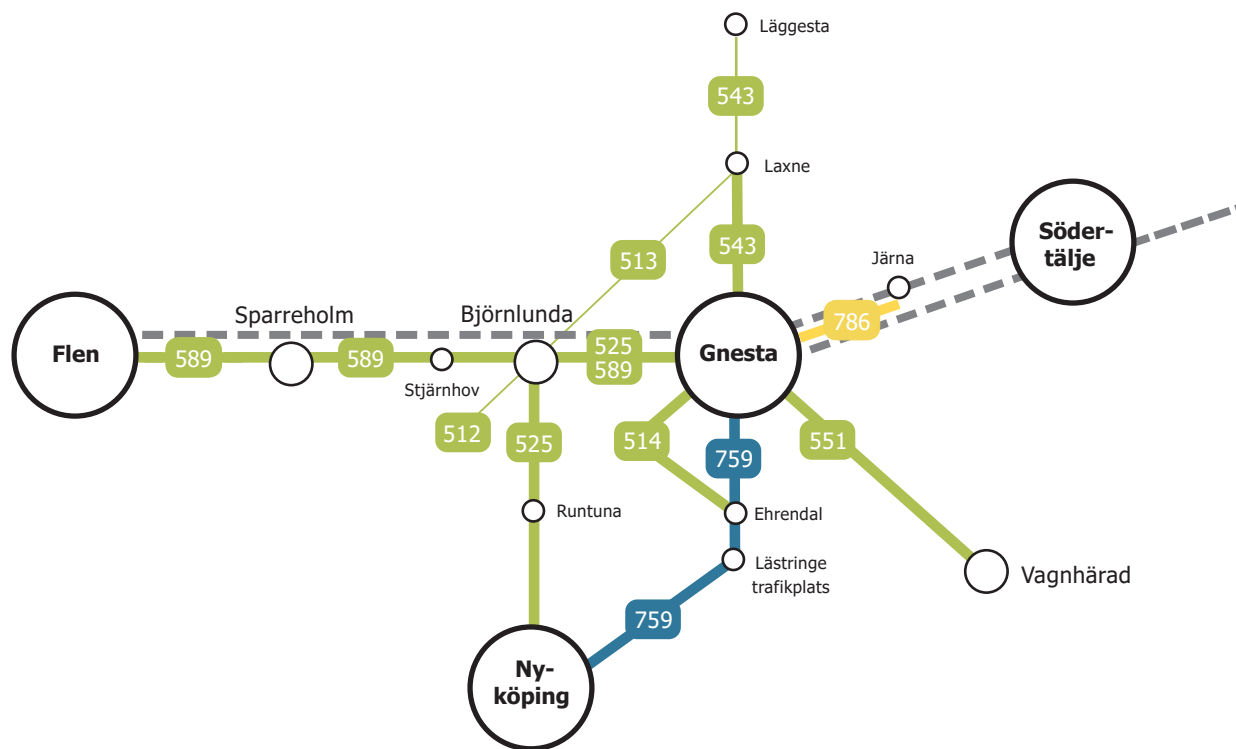 Läggesta
543
Laxne
543
513
Järna
Söder-
tälje
786
Sparreholm
Björnlunda
Flen
589
589
525
589
Gnesta
Stjärnhov
512
525
514
759
551
Runtuna
Ehrendal
Lästringe
trafikplats
Vagnhärad
759
Ny-
köping